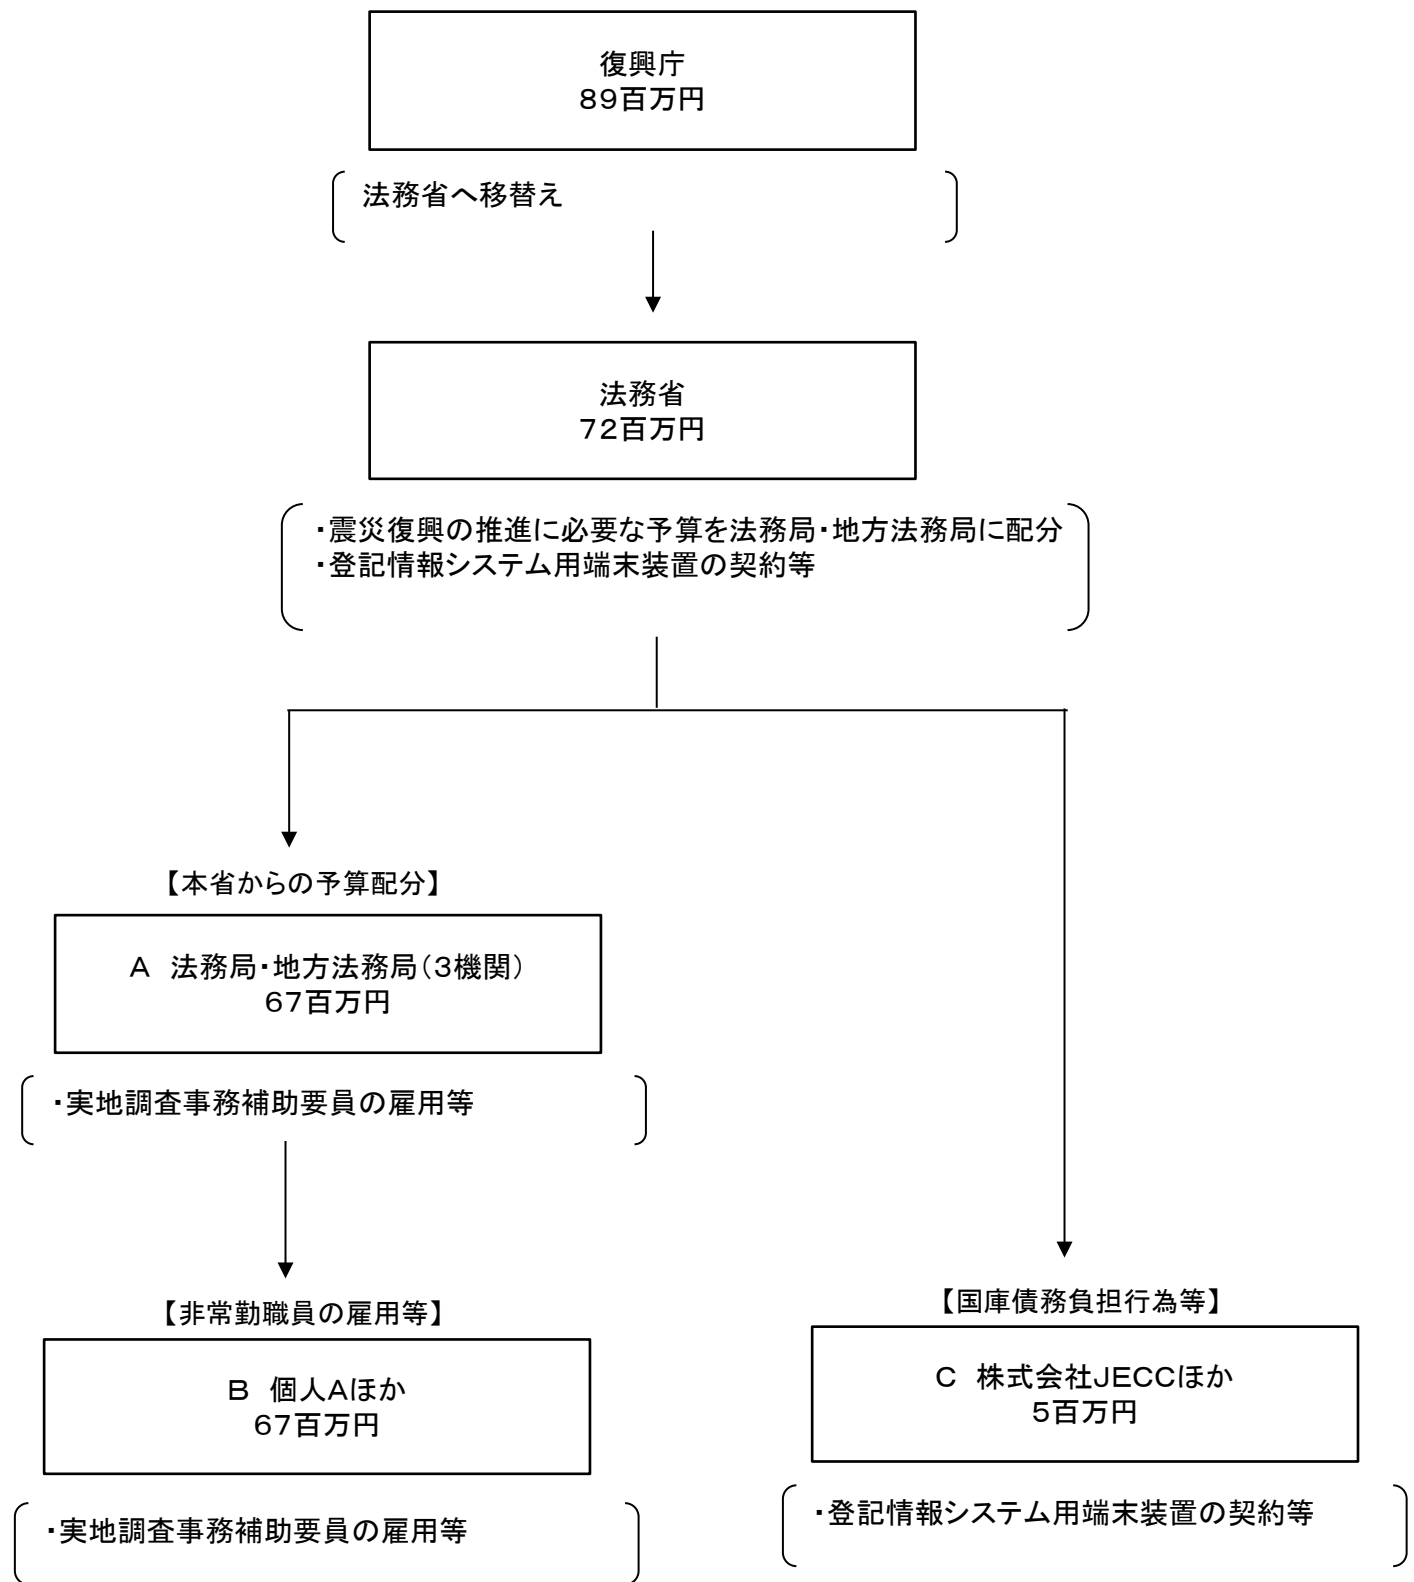 復興庁
89百万円
法務省へ移替え
法務省
72百万円
・震災復興の推進に必要な予算を法務局・地方法務局に配分
・登記情報システム用端末装置の契約等
【本省からの予算配分】
A 法務局・地方法務局（3機関）
67百万円
・実地調査事務補助要員の雇用等
【非常勤職員の雇用等】
B 個人Aほか
67百万円
・実地調査事務補助要員の雇用等
【国庫債務負担行為等】
C 株式会社JECCほか
5百万円
・登記情報システム用端末装置の契約等